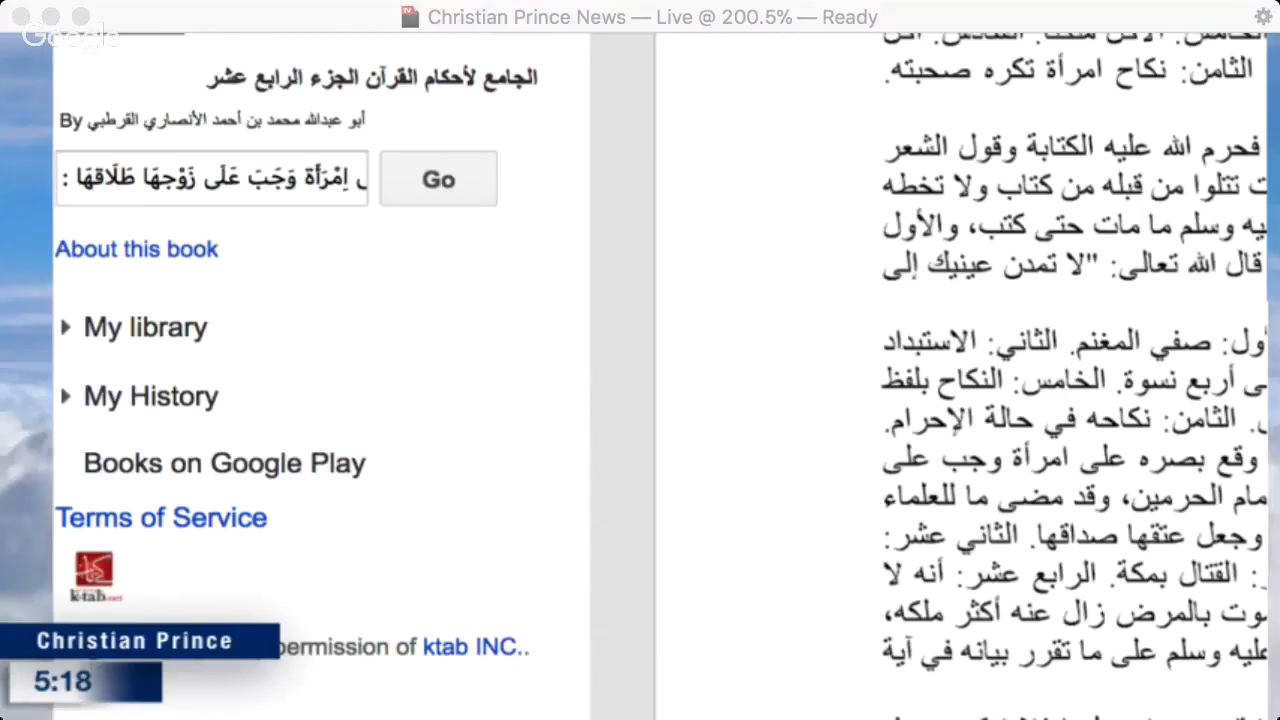 Christian Prince News — Live @ 200.5% — Ready
Google
الجامع لأحكام القرآن الجزء الرابع عشر
By أبو عبدالله محمد بن أحمد الأنصاري القرطبي
اِمْرَأَة وَجَبَ عَلَى زَوْجهَا طَلَاقهَا :
Go
About this book
My library
My History
Books on Google Play
Terms of Service
k-tab.net
permission of ktab INC..
Christian Prince
5:18
الثامن: نكاح امرأة تكره صحبته.
فحرم الله عليه الكتابة وقول الشعر
تتلوا من قبله من كتاب ولا تخطه
يه وسلم ما مات حتى كتب، والأول
قال الله تعالى: "لا تمدن عينيك إلى
ول: صفي المغنم. الثاني: الاستبداد
ى أربع نسوة. الخامس: النكاح بلفظ
الثامن: نكاحه في حالة الإحرام.
وقع بصره على امرأة وجب على
مام الحرمين، وقد مضى ما للعلماء
وجعل عتقها صداقها. الثاني عشر:
: القتال بمكة. الرابع عشر: أنه لا
وت بالمرض زال عنه أكثر ملكه،
عليه وسلم على ما تقرر بيانه في آية